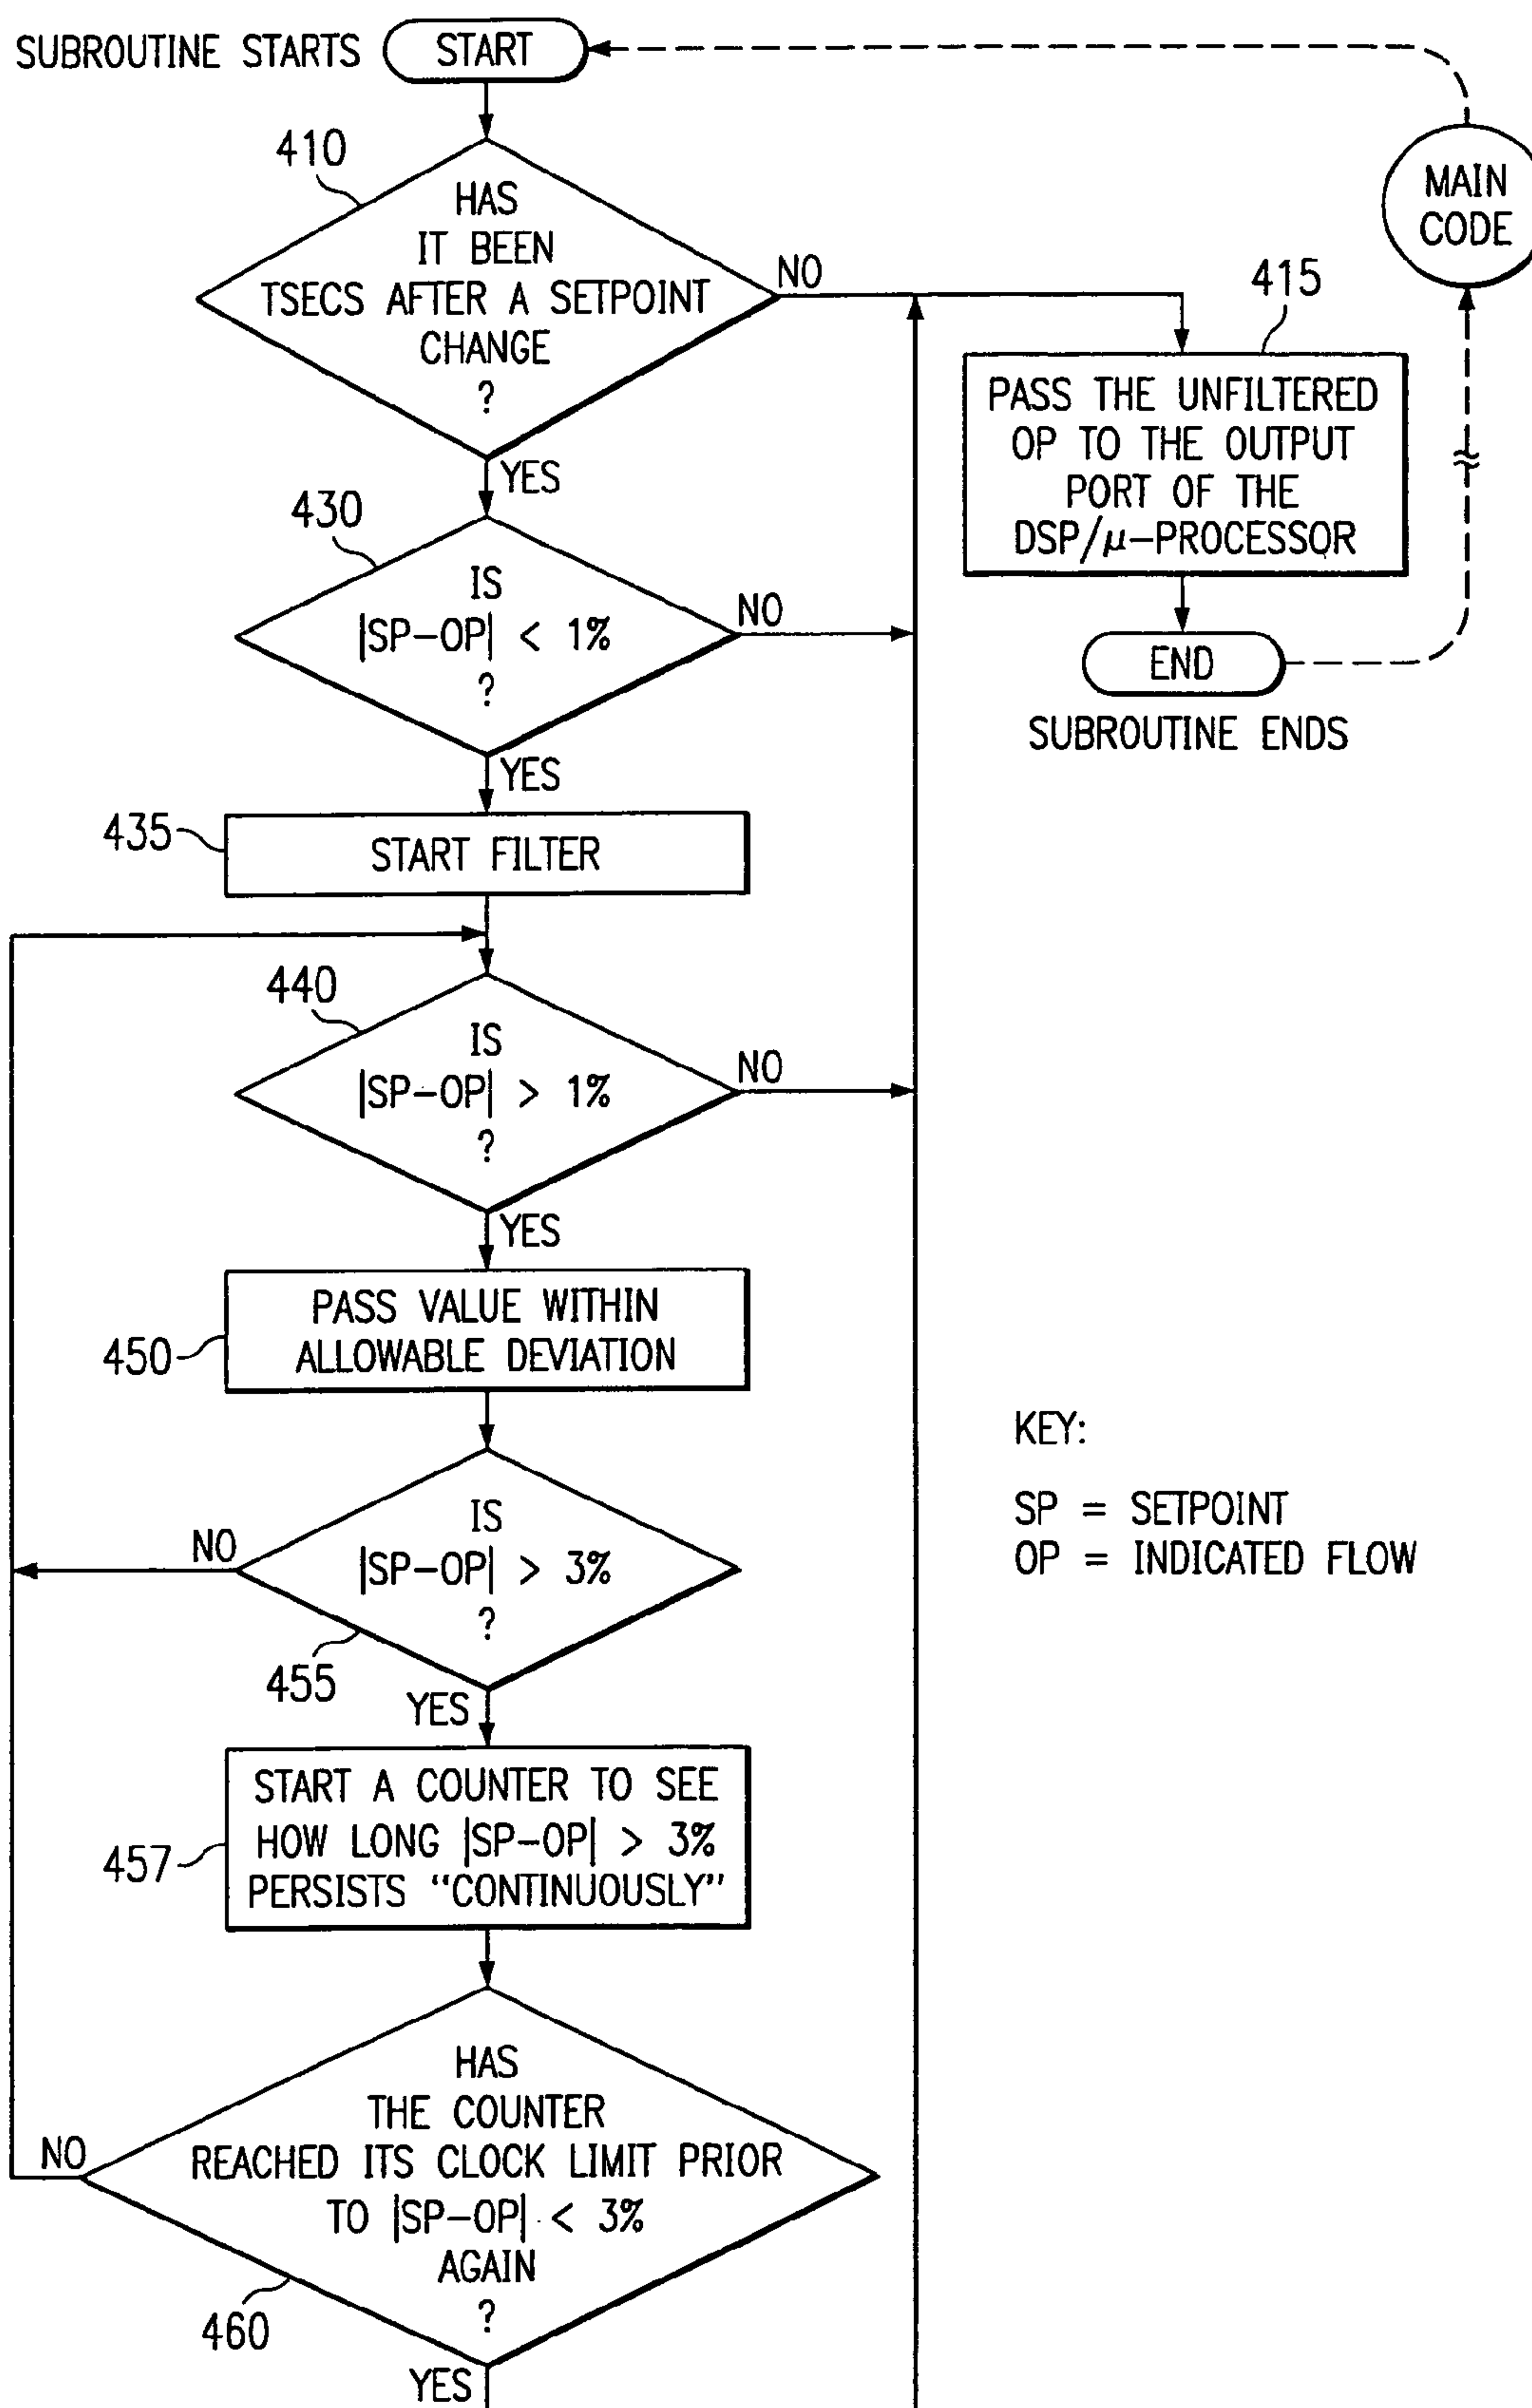 SUBROUTINE STARTS
START
MAIN
CODE
410
HAS
IT BEEN
TSECS AFTER A SETPOINT
CHANGE
?
NO
YES
415
PASS THE UNFILTERED
OP TO THE OUTPUT
PORT OF THE
DSP/μ-PROCESSOR
END
SUBROUTINE ENDS
430
IS
|SP-OP| < 1%
?
NO
YES
435
START FILTER
440
IS
|SP-OP| > 1%
?
NO
YES
450
PASS VALUE WITHIN
ALLOWABLE DEVIATION
KEY:
SP = SETPOINT
OP = INDICATED FLOW
IS
|SP-OP| > 3%
?
NO
455
YES
457
START A COUNTER TO SEE
HOW LONG |SP-OP| > 3%
PERSISTS "CONTINUOUSLY"
HAS
THE COUNTER
REACHED ITS CLOCK LIMIT PRIOR
TO |SP-OP| < 3%
AGAIN
?
NO
460
YES